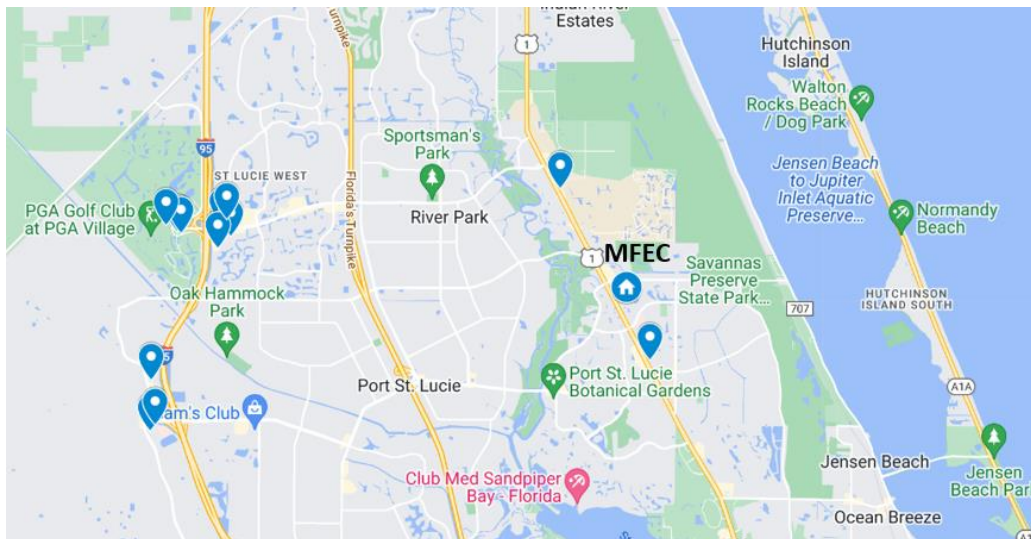 Indian River
Estates
Turnpike
1
Hutchinson
Island
Walton
Rocks Beach
/ Dog Park
95
Sportsman's
Park
ST LUCIE WEST
Jensen Beach
to Jupiter
Inlet Aquatic
Preserve...
PGA Golf Club
at PGA Village
River Park
Florida's Turnpike
Normandy
Beach
1
MFEC
Savannas
Preserve
State Park...
Oak Hammock
Park
707
HUTCHINSON
ISLAND SOUTH
Port St. Lucie
Port St. Lucie
Botanical Gardens
A1A
am's Club
Jensen Beach
Club Med Sandpiper
Bay - Florida
Jensen
Beach Par
Ocean Breeze